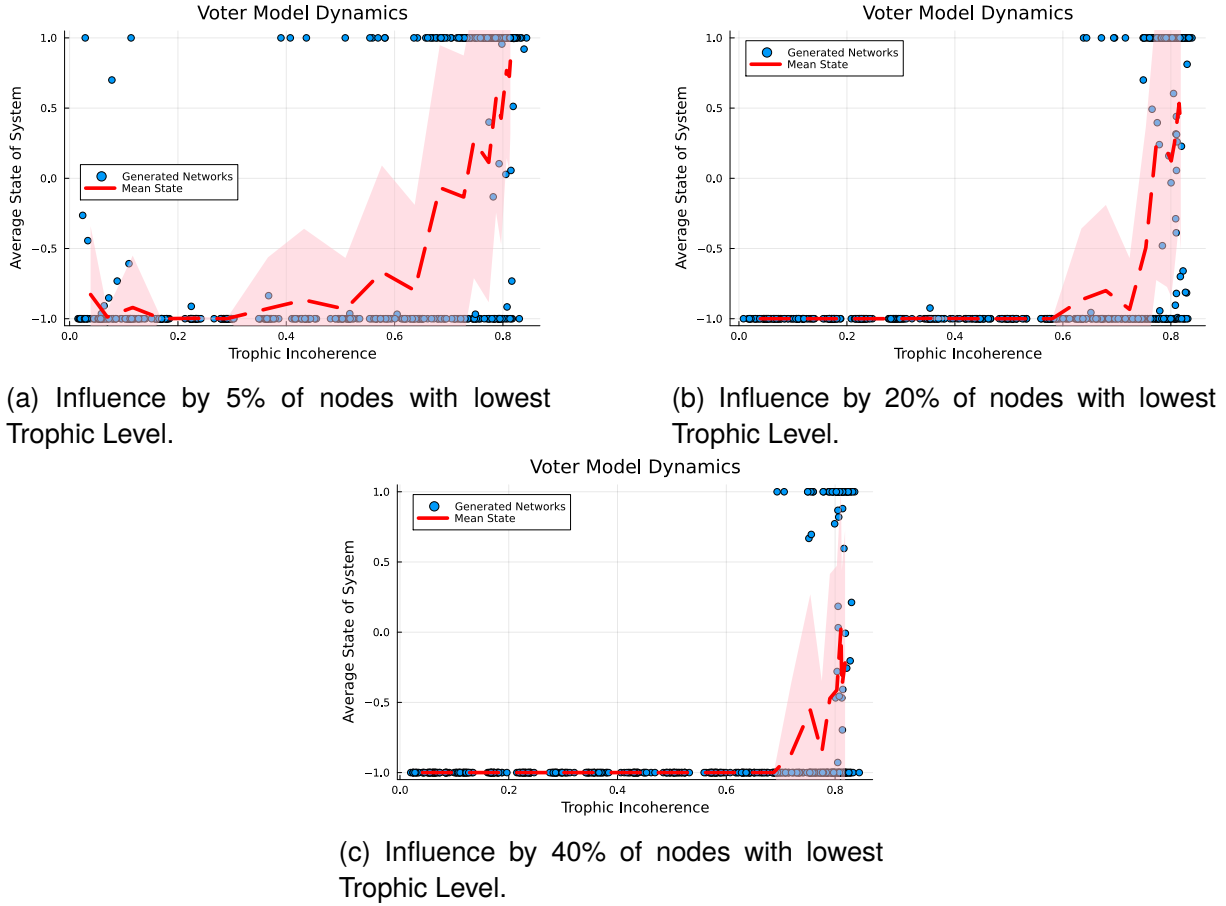 Voter Model Dynamics
Average State of System
1.0
0.5
0.0
−0.5
−1.0
Generated Networks
Mean State
0.0 0.2 0.4 0.6 0.8
Trophic Incoherence
(a) Influence by 5% of nodes with lowest
Trophic Level.
Voter Model Dynamics
Average State of System
1.0
0.5
0.0
−0.5
−1.0
Generated Networks
Mean State
0.0 0.2 0.4 0.6 0.8
Trophic Incoherence
(b) Influence by 20% of nodes with lowest
Trophic Level.
Voter Model Dynamics
Average State of System
1.0
0.5
0.0
−0.5
−1.0
Generated Networks
Mean State
0.0 0.2 0.4 0.6 0.8
Trophic Incoherence
(c) Influence by 40% of nodes with lowest
Trophic Level.